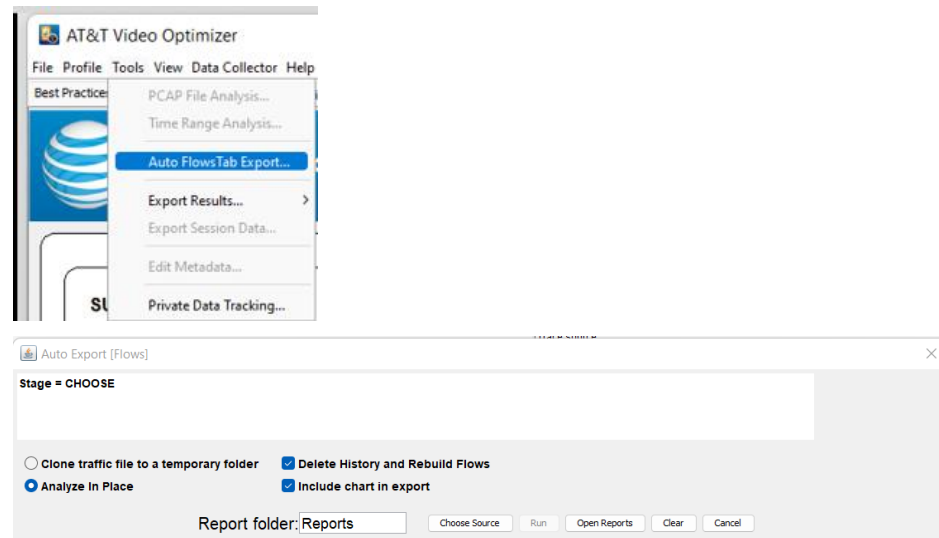 AT&T Video Optimizer
File Profile Tools View Data Collector Help
Best Practices
PCAP File Analysis...
Time Range Analysis...
Auto FlowsTab Export...
Export Results...
Export Session Data...
Edit Metadata...
Private Data Tracking...
Auto Export [Flows]
Stage = CHOOSE
Clone traffic file to a temporary folder Delete History and Rebuild Flows
Analyze In Place Include chart in export
Report folder: Reports Choose Source Run Open Reports Clear Cancel